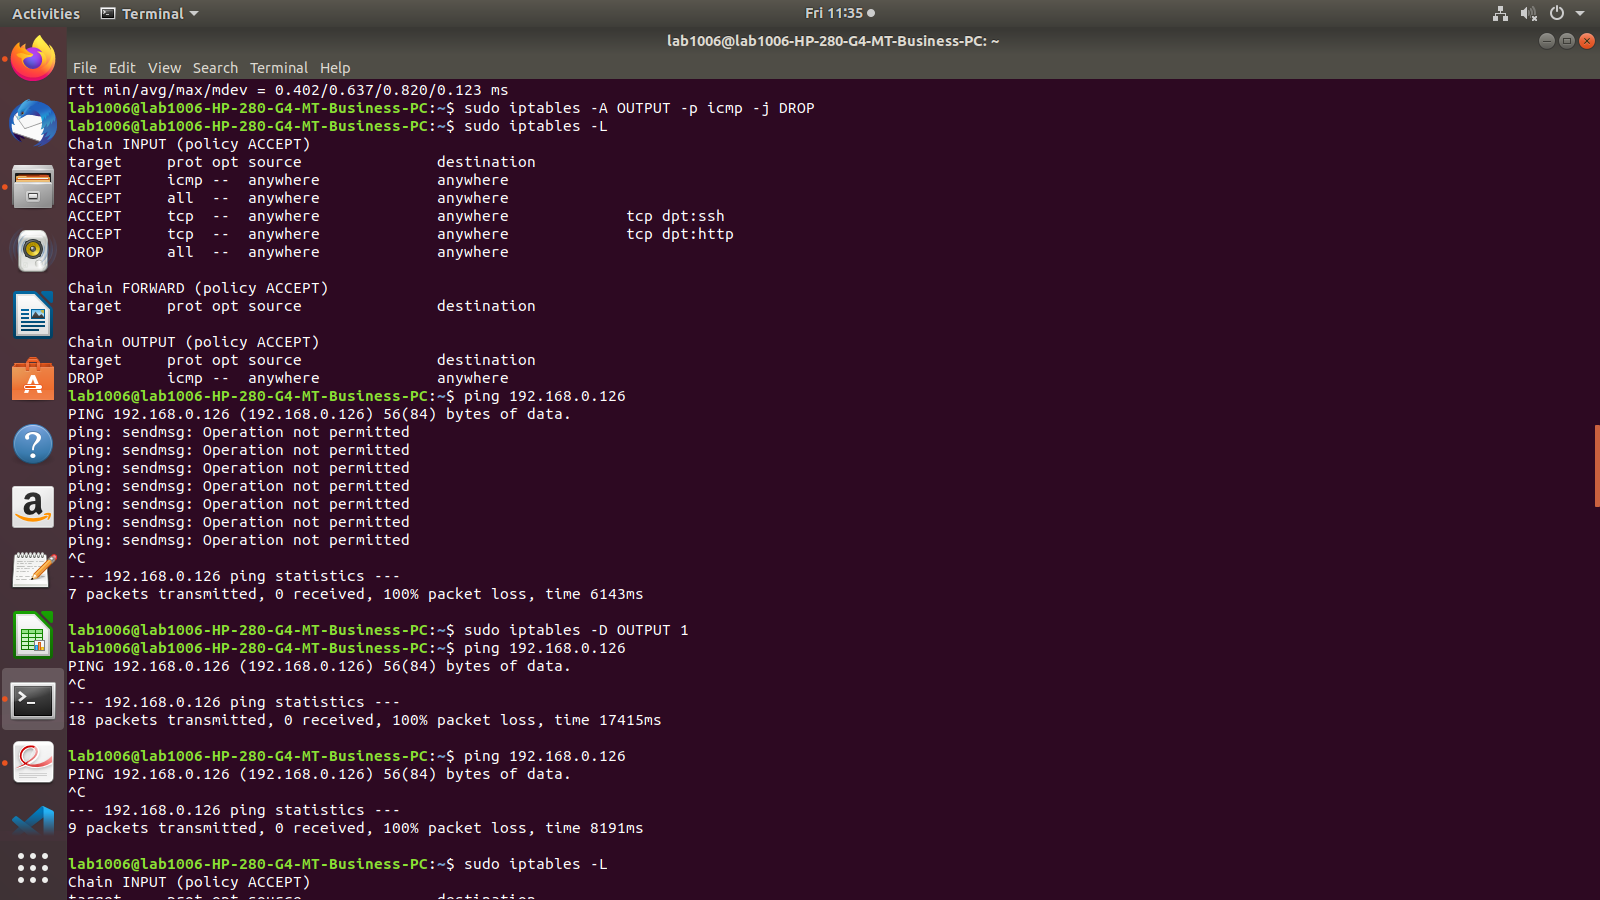 Activities Terminal Fri 11:35
lab1006@lab1006-HP-280-G4-MT-Business-PC: ~
File Edit View Search Terminal Help
rtt min/avg/max/mdev = 0.402/0.637/0.820/0.123 ms
lab1006@lab1006-HP-280-G4-MT-Business-PC:~$ sudo iptables -A OUTPUT -p icmp -j DROP
lab1006@lab1006-HP-280-G4-MT-Business-PC:~$ sudo iptables -L
Chain INPUT (policy ACCEPT)
target     prot opt source               destination
ACCEPT     icmp --  anywhere             anywhere
ACCEPT     all  --  anywhere             anywhere
ACCEPT     tcp  --  anywhere             anywhere             tcp dpt:ssh
ACCEPT     tcp  --  anywhere             anywhere             tcp dpt:http
DROP       all  --  anywhere             anywhere
Chain FORWARD (policy ACCEPT)
target     prot opt source               destination
Chain OUTPUT (policy ACCEPT)
target     prot opt source               destination
DROP       icmp --  anywhere             anywhere
lab1006@lab1006-HP-280-G4-MT-Business-PC:~$ ping 192.168.0.126
PING 192.168.0.126 (192.168.0.126) 56(84) bytes of data.
ping: sendmsg: Operation not permitted
ping: sendmsg: Operation not permitted
ping: sendmsg: Operation not permitted
ping: sendmsg: Operation not permitted
ping: sendmsg: Operation not permitted
ping: sendmsg: Operation not permitted
ping: sendmsg: Operation not permitted
^C
--- 192.168.0.126 ping statistics ---
7 packets transmitted, 0 received, 100% packet loss, time 6143ms
lab1006@lab1006-HP-280-G4-MT-Business-PC:~$ sudo iptables -D OUTPUT 1
lab1006@lab1006-HP-280-G4-MT-Business-PC:~$ ping 192.168.0.126
PING 192.168.0.126 (192.168.0.126) 56(84) bytes of data.
^C
--- 192.168.0.126 ping statistics ---
18 packets transmitted, 0 received, 100% packet loss, time 17415ms
lab1006@lab1006-HP-280-G4-MT-Business-PC:~$ ping 192.168.0.126
PING 192.168.0.126 (192.168.0.126) 56(84) bytes of data.
^C
--- 192.168.0.126 ping statistics ---
9 packets transmitted, 0 received, 100% packet loss, time 8191ms
lab1006@lab1006-HP-280-G4-MT-Business-PC:~$ sudo iptables -L
Chain INPUT (policy ACCEPT)
target     prot opt source               destination